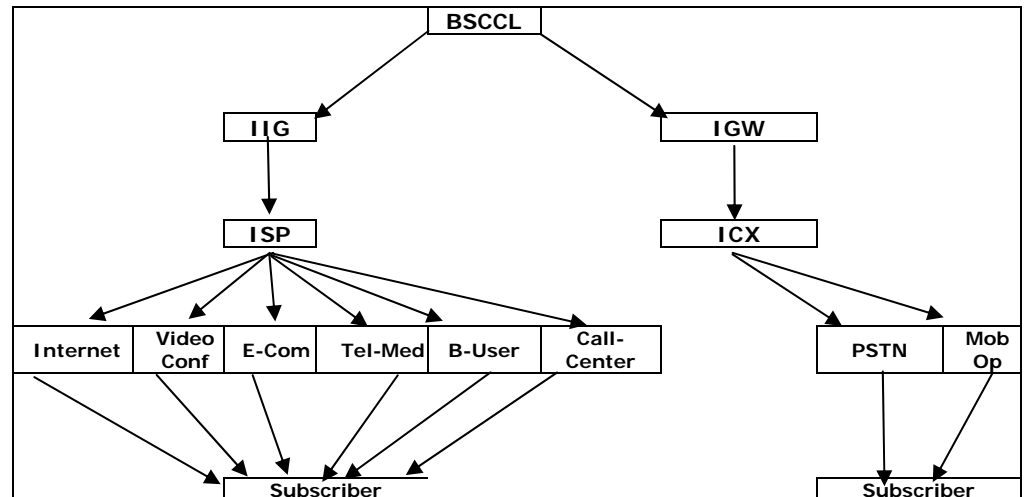 BSCCL
IIG
IGW
ISP
ICX
Internet
Video
Conf
E-Com
Tel-Med
B-User
Call-
Center
PSTN
Mob
Op
Subscriber
Subscriber